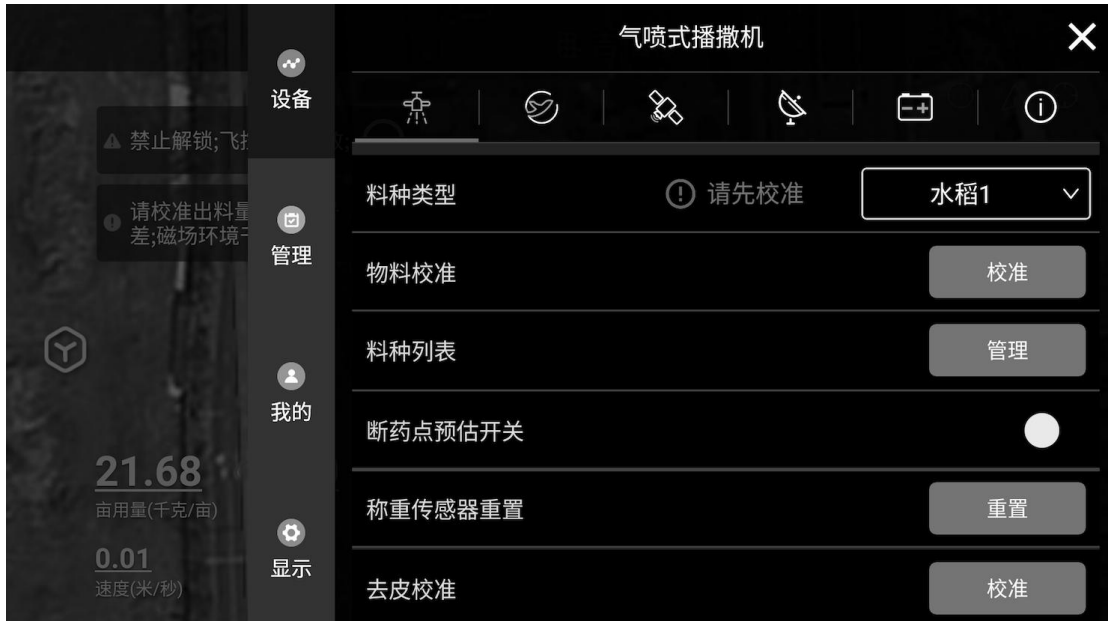 气喷式播撒机
设备
管理
我的
显示
禁止解锁;飞
请校准出料量
差;磁场环境
21.68
亩用量(千克/亩)
0.01
速度(米/秒)
料种类型
请先校准
水稻1
物料校准
校准
料种列表
管理
断药点预估开关
称重传感器重置
重置
去皮校准
校准